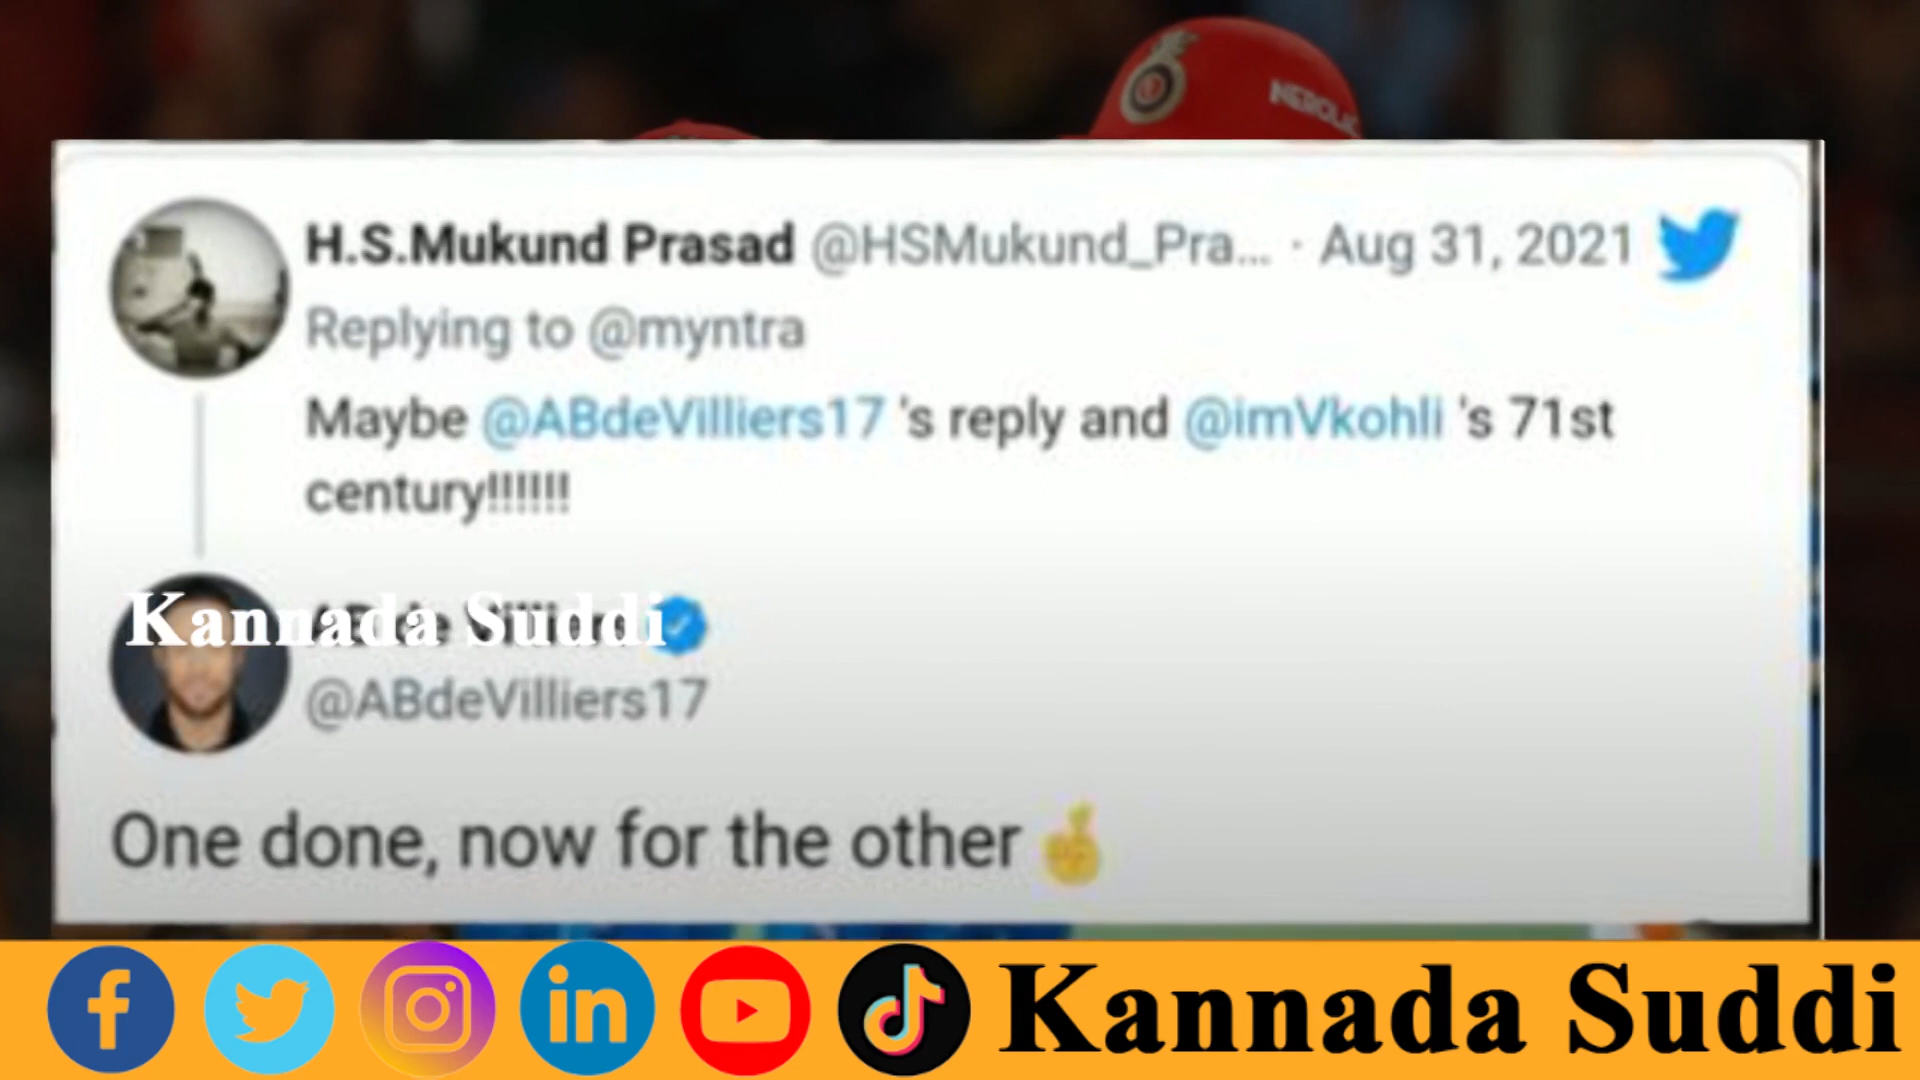 NEROLAC
H.S.Mukund Prasad @HSMukund_Pra... · Aug 31, 2021
Replying to @myntra
Maybe @ABdeVilliers17 's reply and @imVkohli 's 71st
century!!!!!!!
Kannada Suddi
@ABdeVilliers17
One done, now for the other 🤞
Kannada Suddi